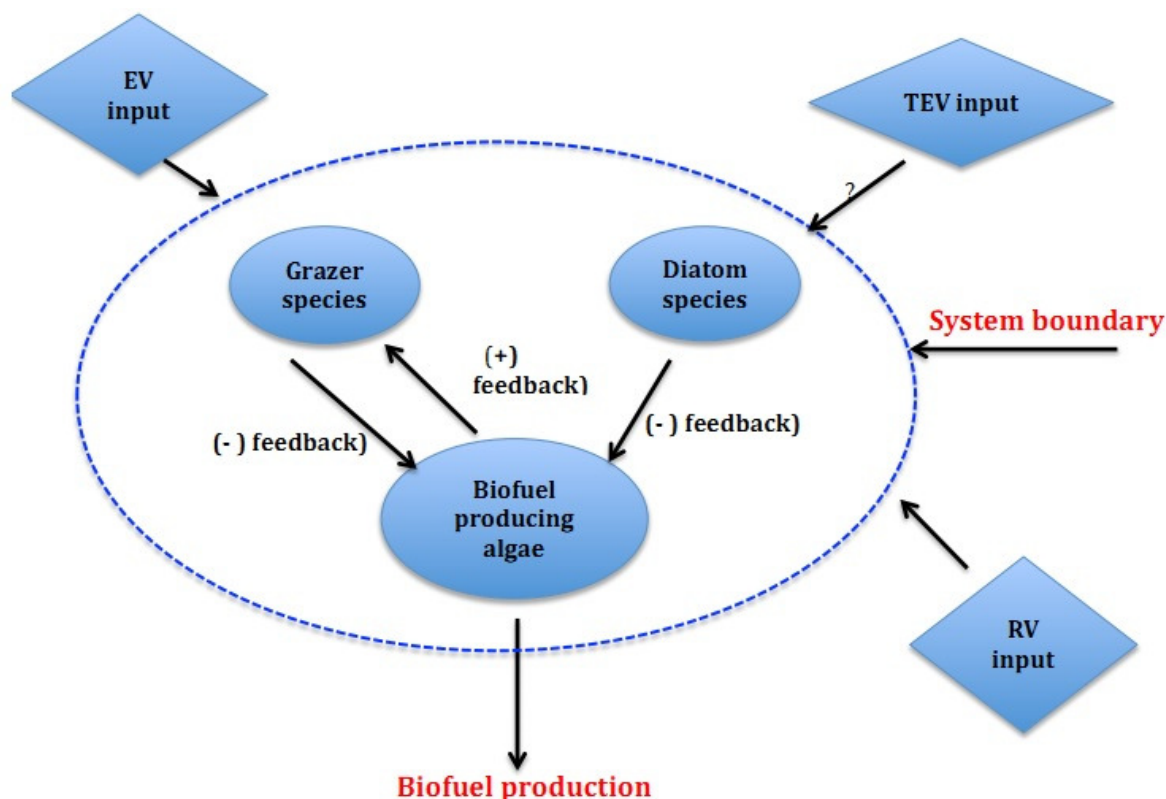 EV
input
TEV input
?
Grazer
species
Diatom
species
System boundary
(+)
feedback)
(- ) feedback)
(- ) feedback)
Biofuel
producing
algae
RV
input
Biofuel production